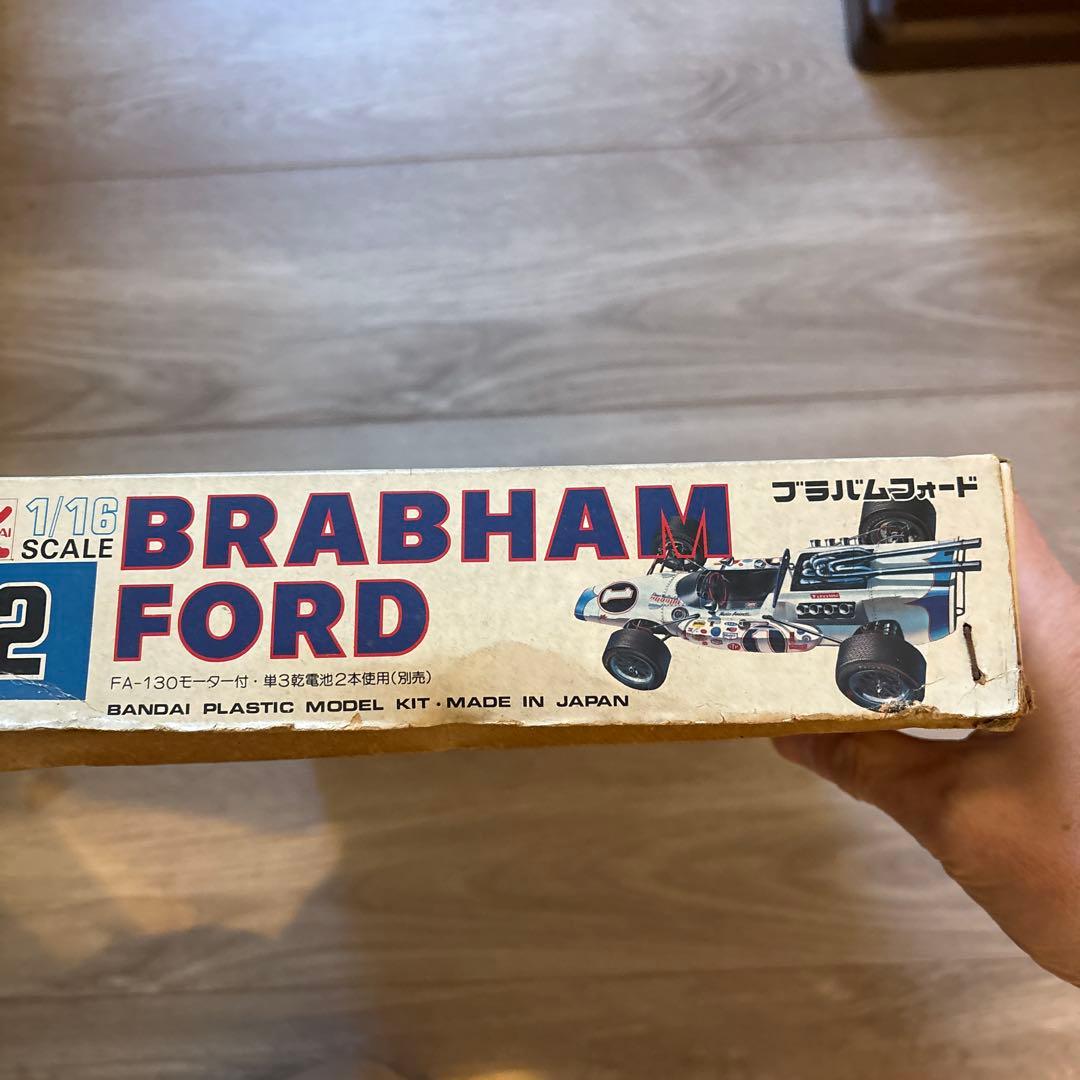 1/16
SCALE
2
BRABHAM
FORD
ブラバムフォード
1
1
FA-130モーター付・単3乾電池2本使用(別売)
BANDAI PLASTIC MODEL KIT・MADE IN JAPAN